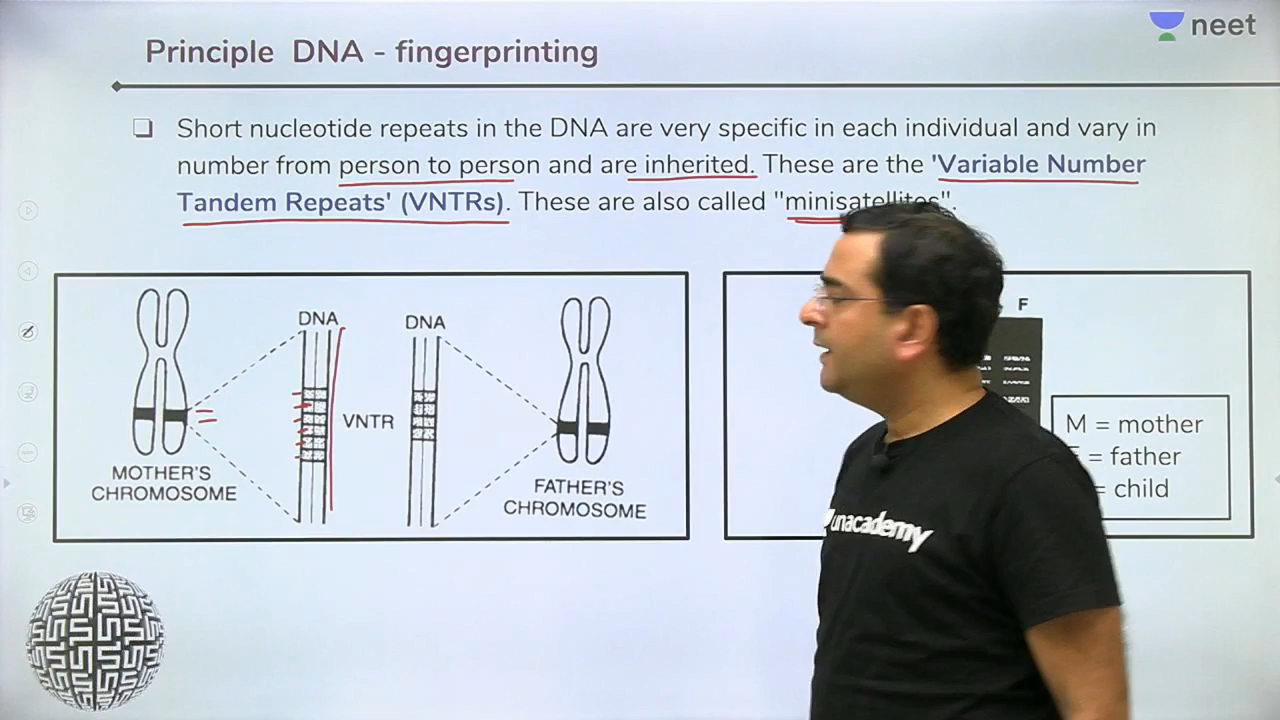 neet
Principle DNA - fingerprinting
Short nucleotide repeats in the DNA are very specific in each individual and vary in
number from person to person and are inherited. These are the 'Variable Number
Tandem Repeats' (VNTRs). These are also called "minisatellites".
DNA
DNA
VNTR
MOTHER'S
CHROMOSOME
FATHER'S
CHROMOSOME
F
M = mother
= father
= child
unacademy